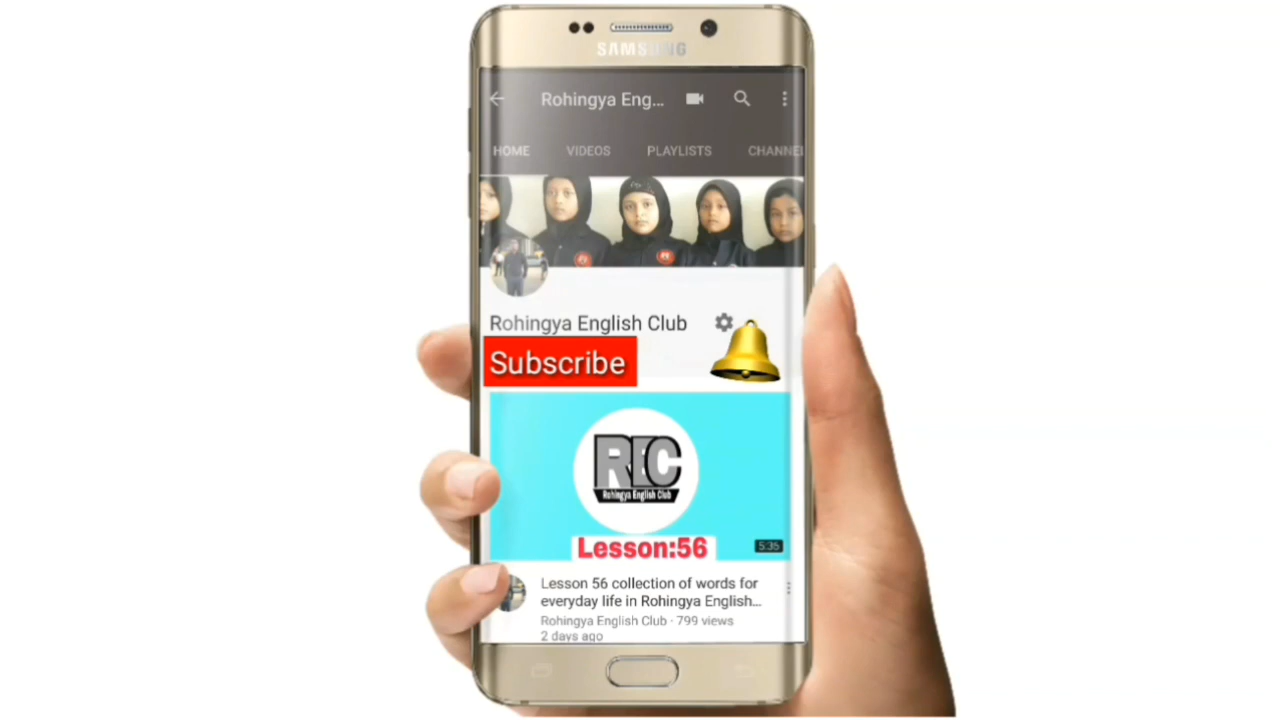 SAMSUNG
Rohingya Eng...
HOME VIDEOS PLAYLISTS CHANNEL
Rohingya English Club
Subscribe
REC
Rohingya English Club
Lesson:56
5:35
Lesson 56 collection of words for
everyday life in Rohingya English...
Rohingya English Club · 799 views
2 days ago